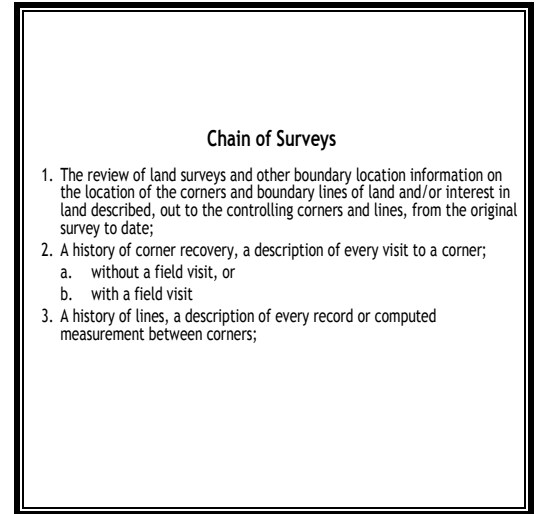 Chain of Surveys
1. The review of land surveys and other boundary location information on
the location of the corners and boundary lines of land and/or interest in
land described, out to the controlling corners and lines, from the original
survey to date;
2. A history of corner recovery, a description of every visit to a corner;
a. without a field visit, or
b. with a field visit
3. A history of lines, a description of every record or computed
measurement between corners;